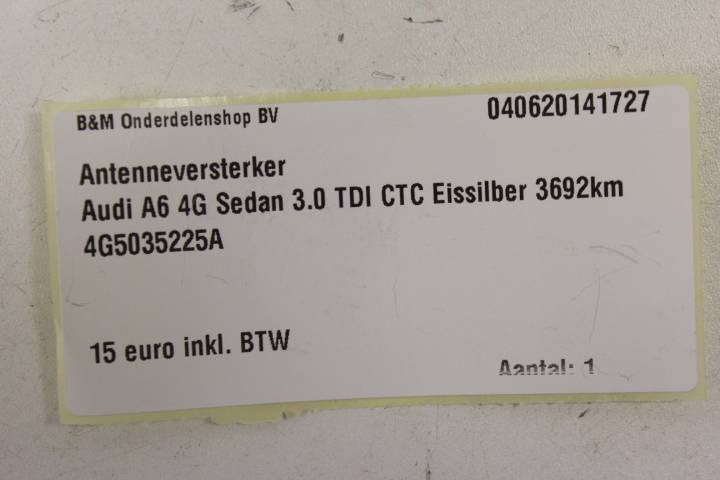 B&M Onderdelenshop BV
040620141727
Antenneversterker
Audi A6 4G Sedan 3.0 TDI CTC Eissilber 3692km
4G5035225A
15 euro inkl. BTW
Aantal: 1